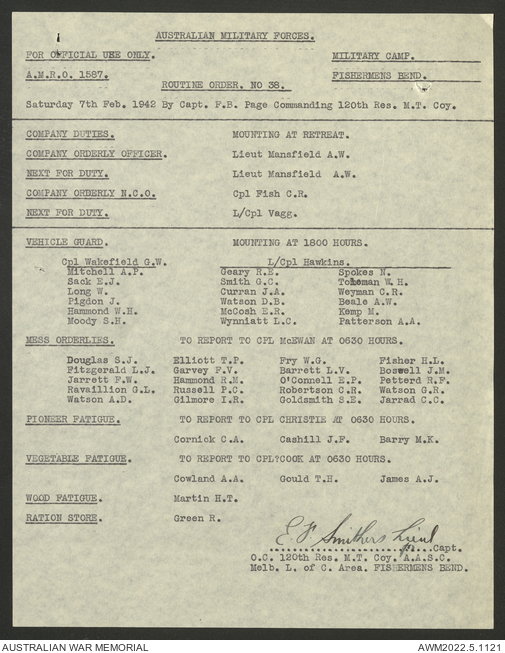 AUSTRALIAN MILITARY FORCES.
FOR OFFICIAL USE ONLY. MILITARY CAMP.
A.M.R.O. 1587. FISHERMENS BEND.
ROUTINE ORDER. NO 38.
Saturday 7th Feb. 1942 By Capt. F.B. Page Commanding 120th Res. M.T. Coy.
COMPANY DUTIES. MOUNTING AT RETREAT.
COMPANY ORDERLY OFFICER. Lieut Mansfield A.W.
NEXT FOR DUTY. Lieut Mansfield A.W.
COMPANY ORDERLY N.C.O. Cpl Fish C.R.
NEXT FOR DUTY. L/Cpl Vagg.
VEHICLE GUARD. MOUNTING AT 1800 HOURS.
Cpl Wakefield G.W. L/Cpl Hawkins.
Mitchell A.P. Geary R.E. Spokes N.
Sack E.J. Smith G.C. Toleman W.H.
Long W. Curran J.A. Weyman C.R.
Pigdon J. Watson D.B. Beale A.W.
Hammond W.H. McCosh E.R. Kemp M.
Moody S.H. Wynniatt L.C. Patterson A.A.
MESS ORDERLIES. TO REPORT TO CPL McEWAN AT 0630 HOURS.
Douglas S.J. Elliott T.P. Fry W.G. Fisher H.L.
Fitzgerald L.J. Garvey F.V. Barrett L.V. Boswell J.M.
Jarrett F.W. Hammond R.M. O'Connell E.P. Petterd R.F.
Ravaillion G.L. Russell P.C. Robertson C.R. Watson G.R.
Watson A.D. Gilmore I.R. Goldsmith S.E. Jarrad C.C.
PIONEER FATIGUE. TO REPORT TO CPL CHRISTIE AT 0630 HOURS.
Cornick C.A. Cashill J.F. Barry M.K.
VEGETABLE FATIGUE. TO REPORT TO CPL?COOK AT 0630 HOURS.
Cowland A.A. Gould T.H. James A.J.
WOOD FATIGUE. Martin H.T.
RATION STORE. Green R.
E F Smithers Lieut
for Capt.
O.C. 120th Res. M.T. Coy. A.A.S.C.
Melb. L. of C. Area. FISHERMENS BEND.
AUSTRALIAN WAR MEMORIAL AWM2022.5.1121